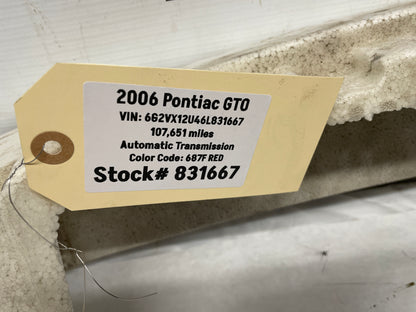 2006 Pontiac GTO
VIN: 6G2VX12U46L831667
107,651 miles
Automatic Transmission
Color Code: 687F RED
Stock# 831667